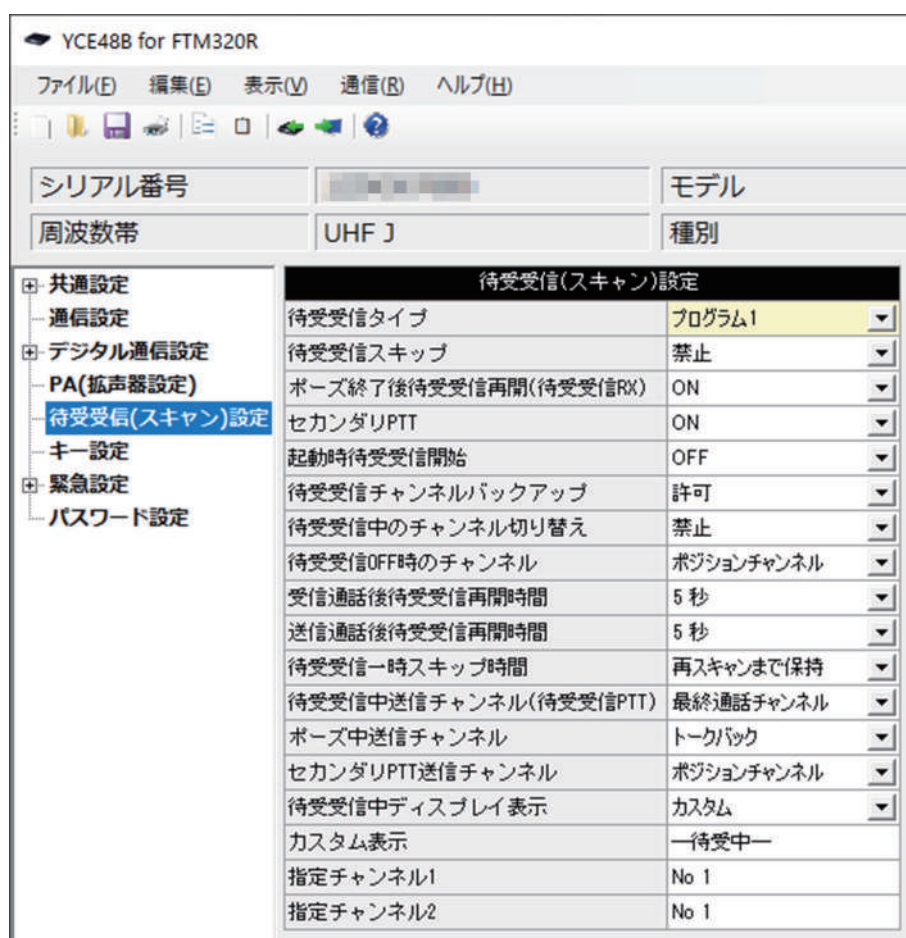 YCE48B for FTM320R
ファイル(F) 編集(E) 表示(V) 通信(R) ヘルプ(H)
シリアル番号 モデル
周波数帯 UHF J 種別
共通設定
通信設定
デジタル通信設定
PA(拡声器設定)
待受受信(スキャン)設定
キー設定
緊急設定
パスワード設定
待受受信(スキャン)設定
待受受信タイプ プログラム1
待受受信スキップ 禁止
ポーズ終了後待受受信再開(待受受信RX) ON
セカンダリPTT ON
起動時待受受信開始 OFF
待受受信チャンネルバックアップ 許可
待受受信中のチャンネル切り替え 禁止
待受受信OFF時のチャンネル ポジションチャンネル
受信通話後待受受信再開時間 5 秒
送信通話後待受受信再開時間 5 秒
待受受信一時スキップ時間 再スキャンまで保持
待受受信中送信チャンネル(待受受信PTT) 最終通話チャンネル
ポーズ中送信チャンネル トークバック
セカンダリPTT送信チャンネル ポジションチャンネル
待受受信中ディスプレイ表示 カスタム
カスタム表示 ―待受中―
指定チャンネル1 No 1
指定チャンネル2 No 1